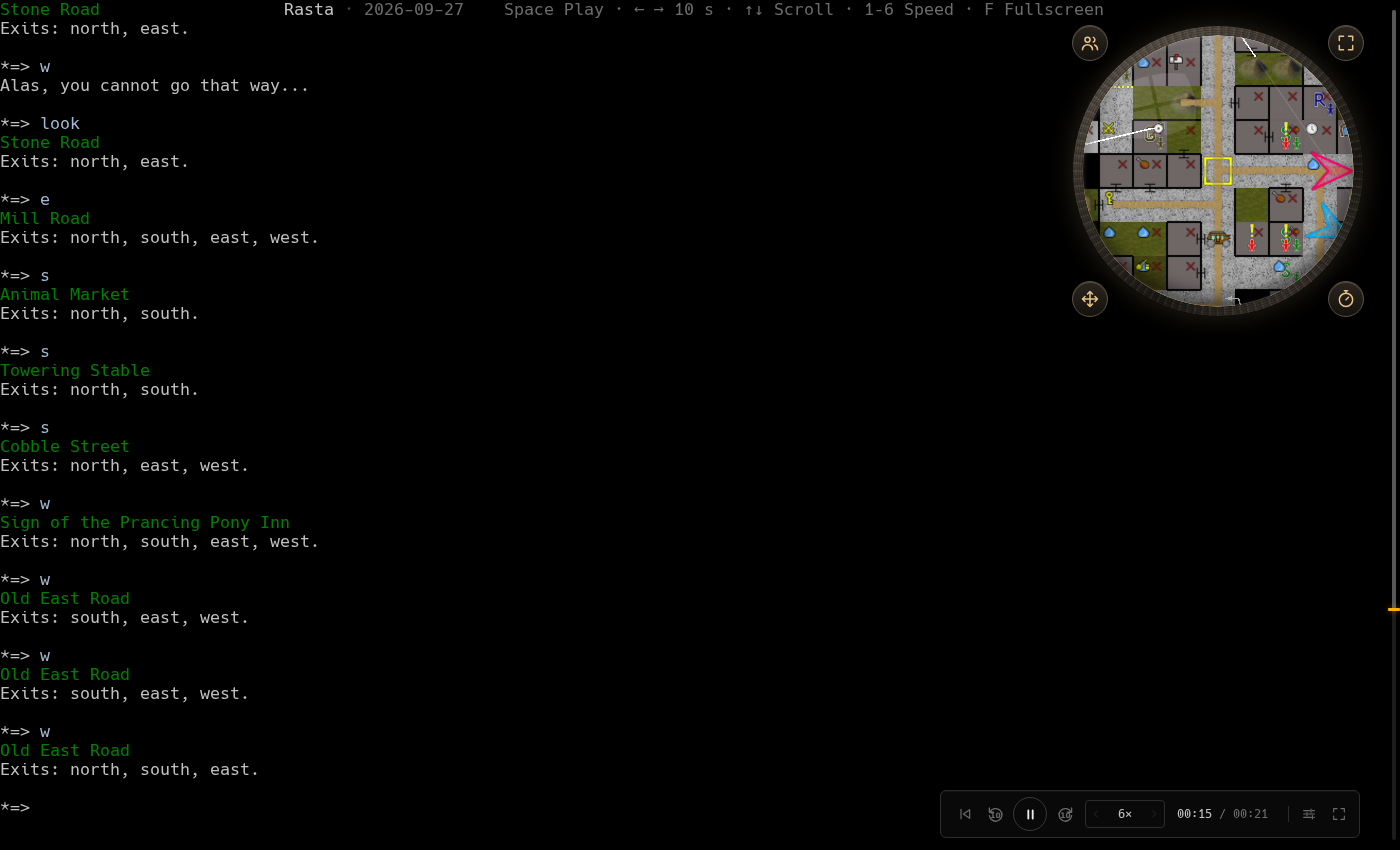 Rasta · 2026-09-27    Space Play · ← → 10 s · ↑↓ Scroll · 1-6 Speed · F Fullscreen
Stone Road
Exits: north, east.
*=> w
Alas, you cannot go that way...
*=> look
Stone Road
Exits: north, east.
*=> e
Mill Road
Exits: north, south, east, west.
*=> s
Animal Market
Exits: north, south.
*=> s
Towering Stable
Exits: north, south.
*=> s
Cobble Street
Exits: north, east, west.
*=> w
Sign of the Prancing Pony Inn
Exits: north, south, east, west.
*=> w
Old East Road
Exits: south, east, west.
*=> w
Old East Road
Exits: south, east, west.
*=> w
Old East Road
Exits: north, south, east.
*=>
R
10
10
6×
00:15 / 00:21